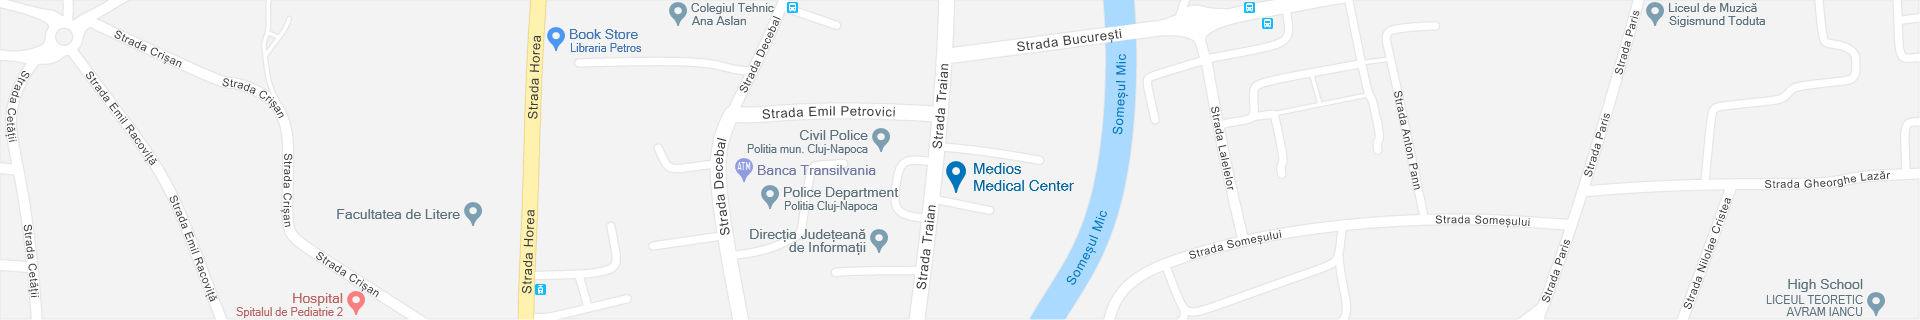 Strada Cetății
Strada Crișan
Strada Emil Racoviță
Strada Crișan
Strada Crișan
Strada Emil Racoviță
Strada Cetății
Strada Crișan
Facultatea de Litere
Hospital
Spitalul de Pediatrie 2
Strada Horea
Strada Horea
Book Store
Libraria Petros
Colegiul Tehnic
Ana Aslan
Strada Decebal
Strada Emil Petrovici
Civil Police
Politia mun. Cluj-Napoca
ATM
Banca Transilvania
Police Department
Politia Cluj-Napoca
Strada Decebal
Direcția Județeană
de Informații
Strada Traian
Strada Traian
Medios
Medical Center
Strada București
Someșul Mic
Someșul Mic
Strada Lalelelor
Strada Anton Pann
Strada Someșului
Strada Someșului
Liceul de Muzică
Sigismund Toduta
Strada Paris
Strada Paris
Strada Paris
Strada Gheorghe Lazăr
Strada Niloiae Cristea
High School
LICEUL TEORETIC
AVRAM IANCU